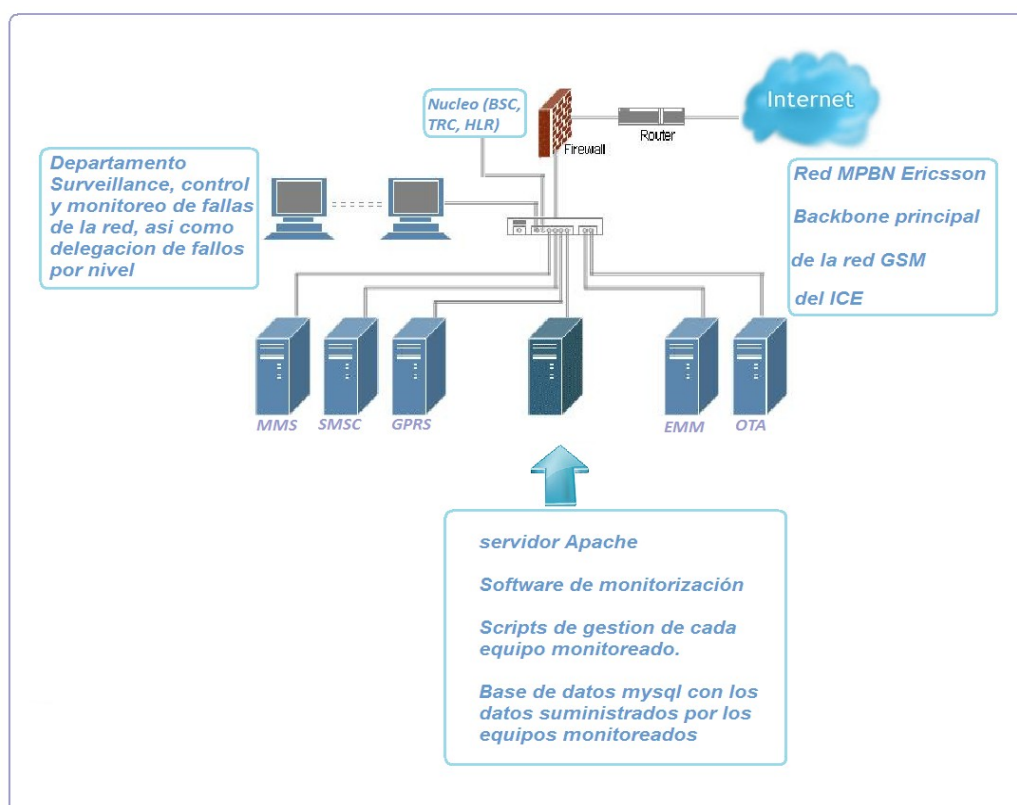 Nucleo (BSC,
TRC, HLR)
Firewall
Router
Internet
Departamento
Surveillance, control
y monitoreo de fallas
de la red, asi como
delegacion de fallos
por nivel
Red MPBN Ericsson
Backbone principal
de la red GSM
del ICE
MMS
SMSC
GPRS
EMM
OTA
servidor Apache
Software de monitorización
Scripts de gestion de cada
equipo monitoreado.
Base de datos mysql con los
datos suministrados por los
equipos monitoreados